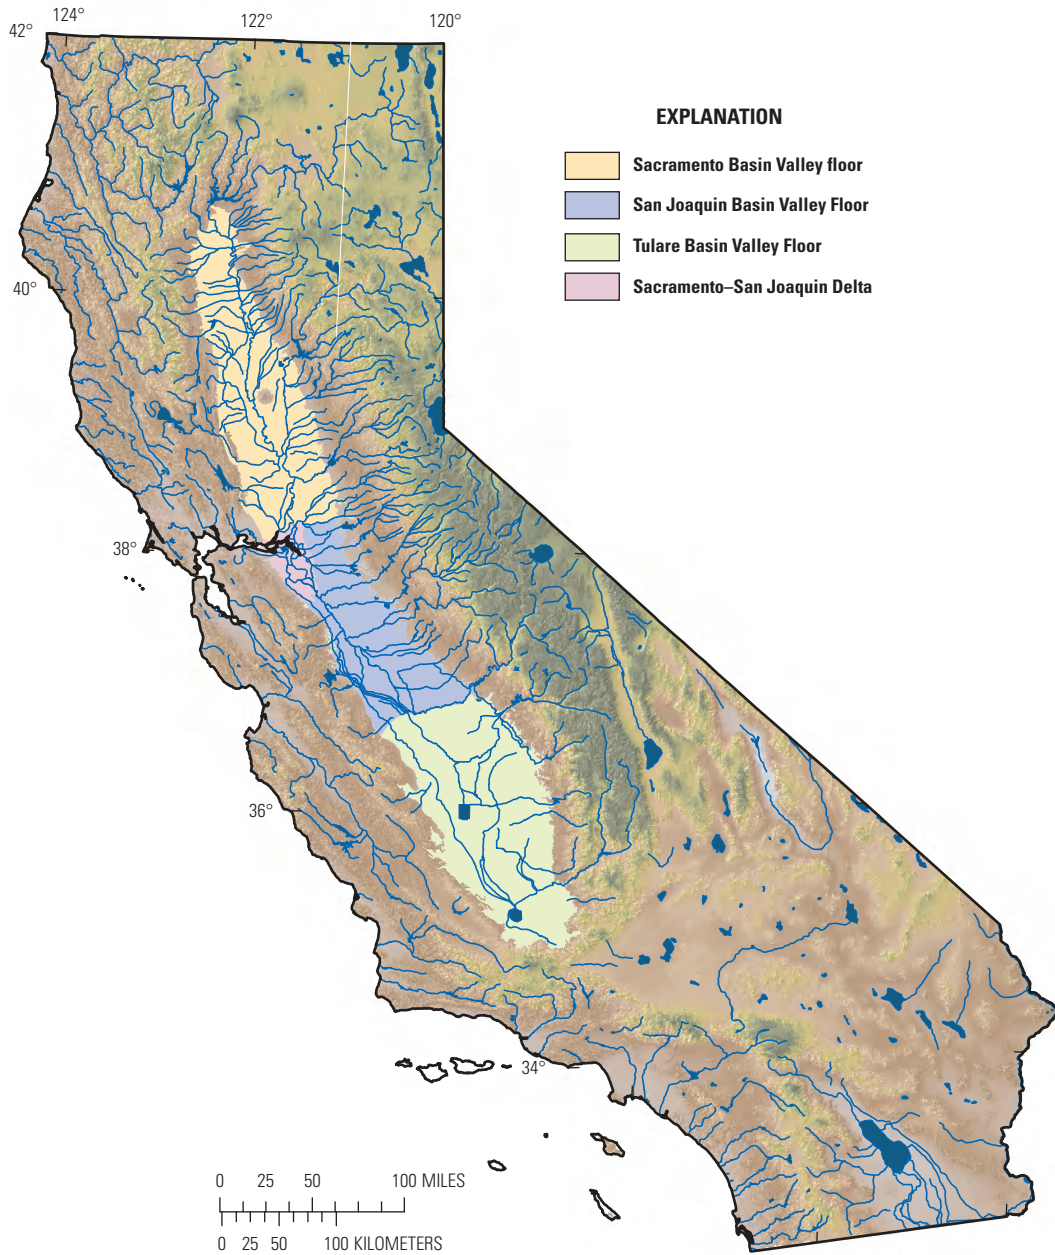 124°
122°
120°
42°
EXPLANATION
Sacramento Basin Valley floor
San Joaquin Basin Valley Floor
Tulare Basin Valley Floor
Sacramento–San Joaquin Delta
40°
38°
36°
34°
0 25 50 100 MILES
0 25 50 100 KILOMETERS